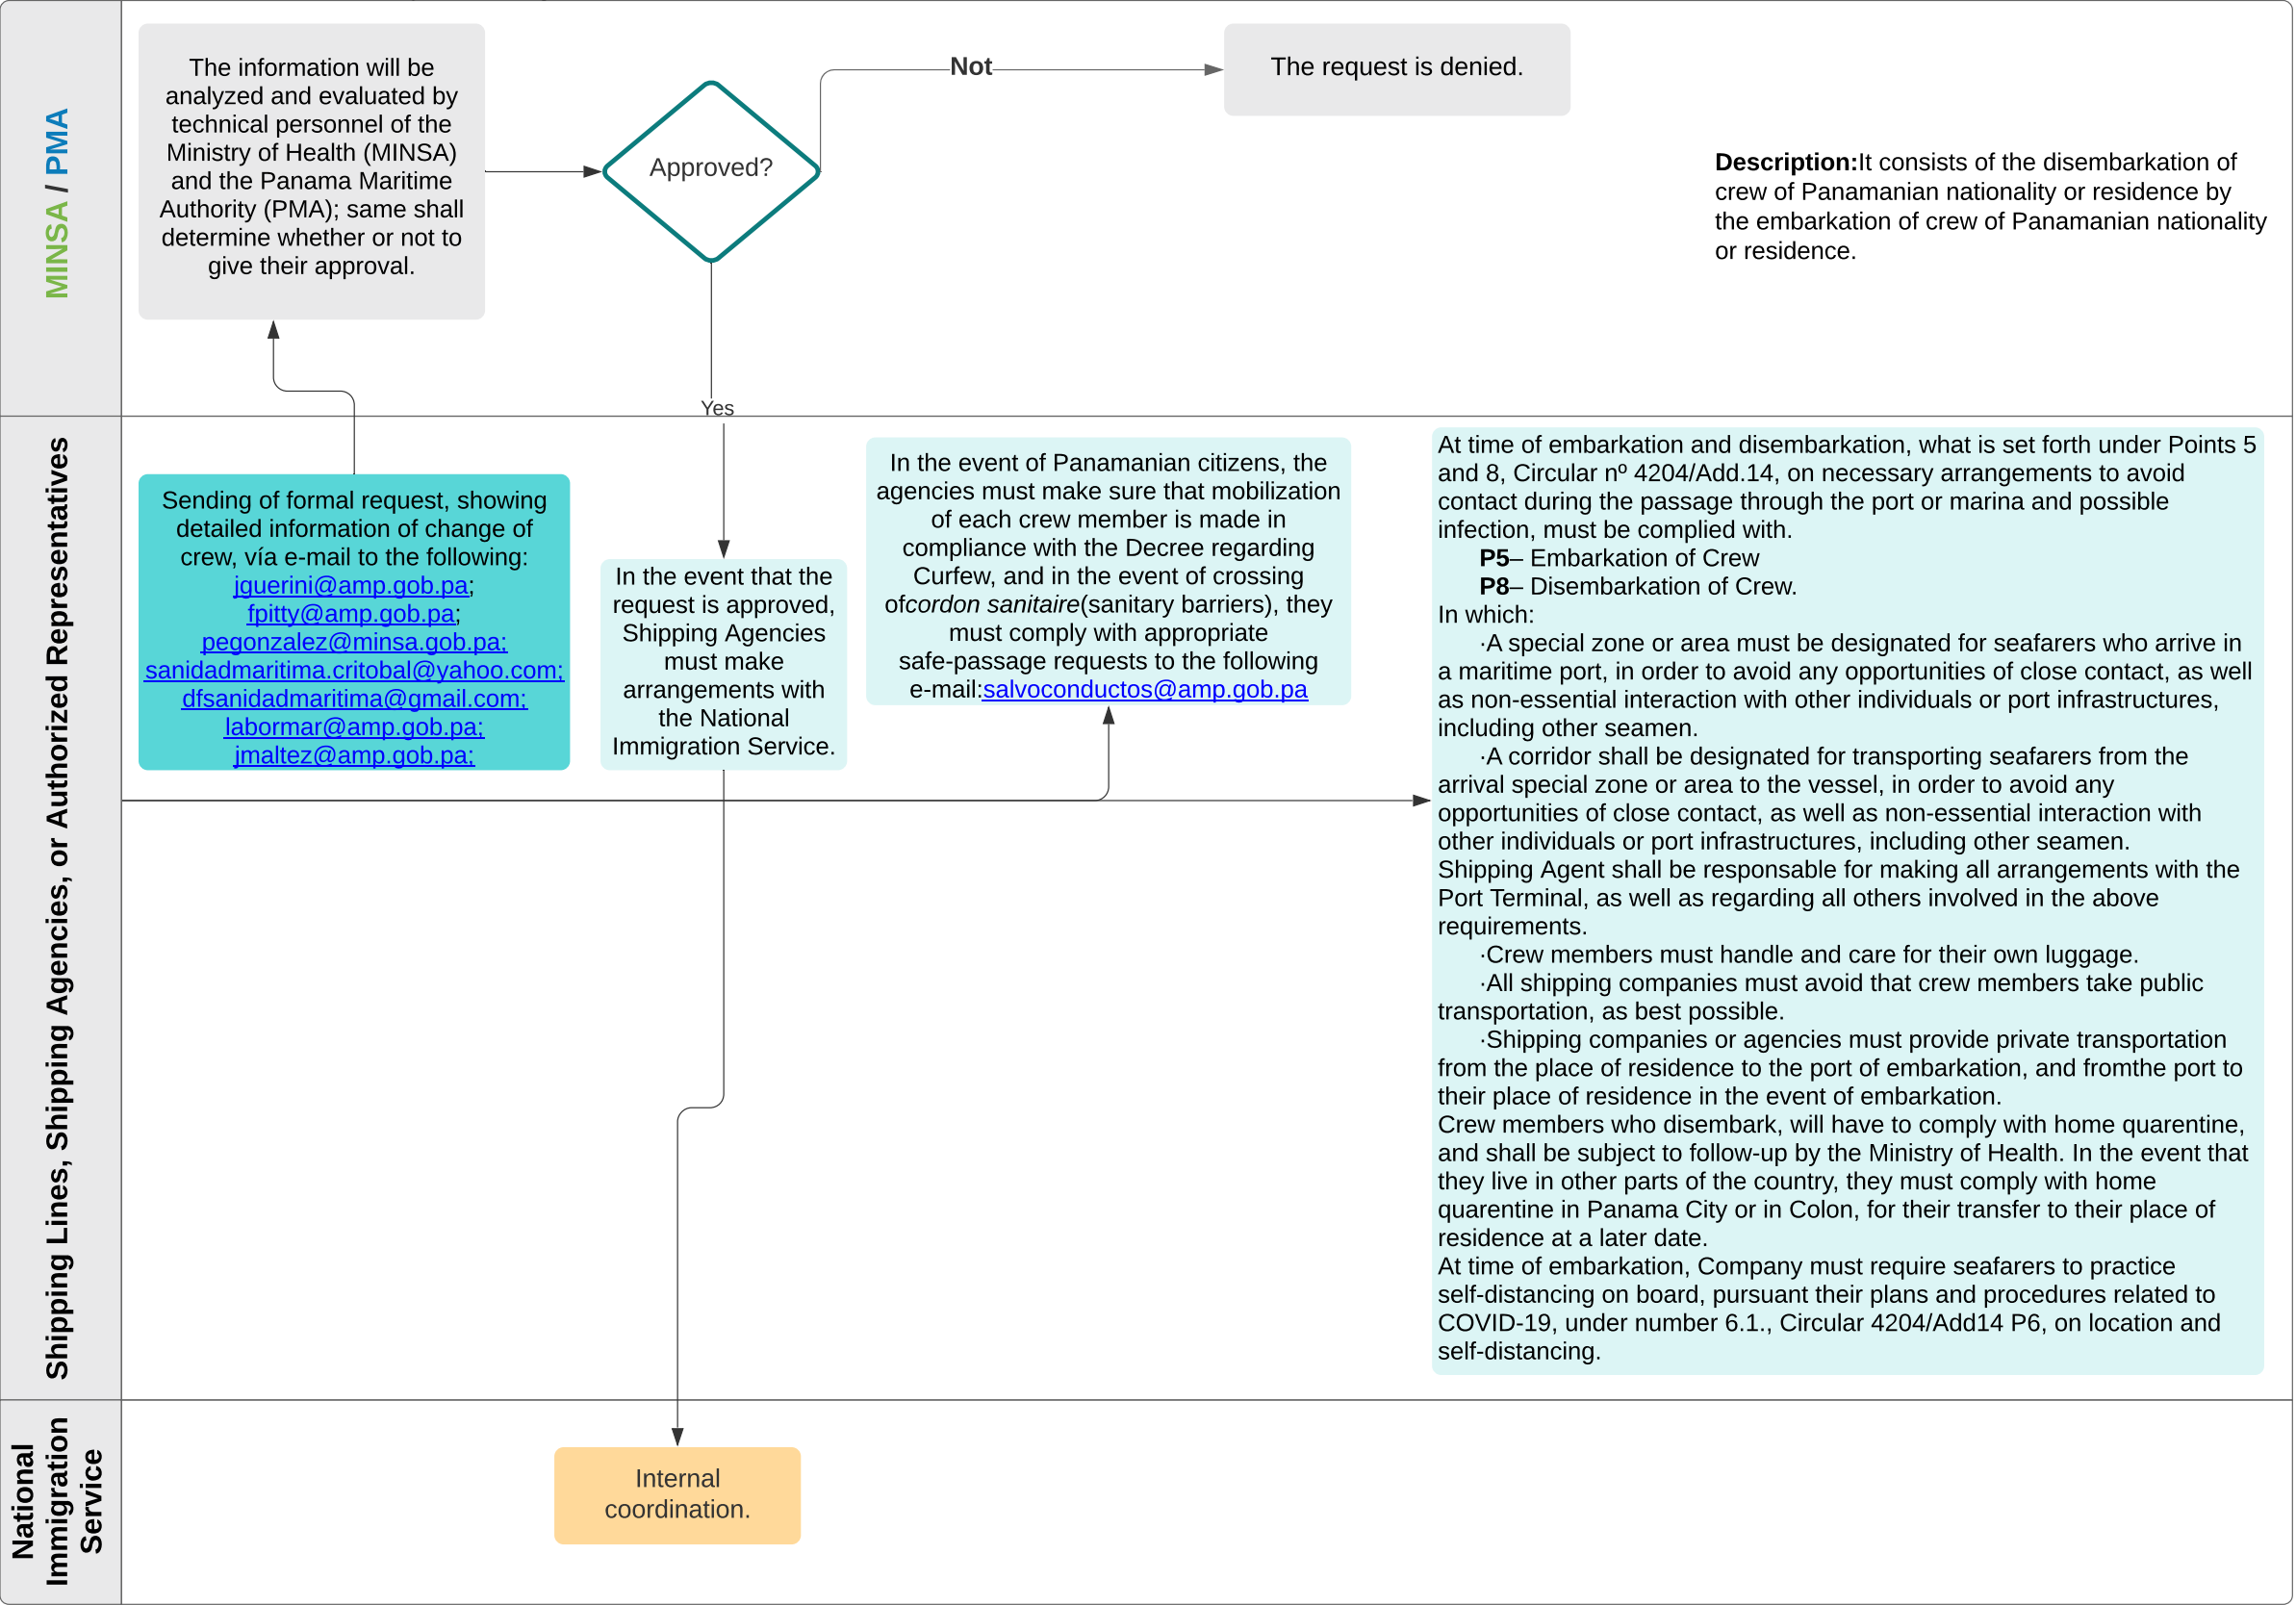 MINSA / PMA
The information will be
analyzed and evaluated by
technical personnel of the
Ministry of Health (MINSA)
and the Panama Maritime
Authority (PMA); same shall
determine whether or not to
give their approval.
Approved?
Not
The request is denied.
Description:It consists of the disembarkation of
crew of Panamanian nationality or residence by
the embarkation of crew of Panamanian nationality
or residence.
Yes
Shipping Lines, Shipping Agencies, or Authorized Representatives
Sending of formal request, showing
detailed information of change of
crew, vía e-mail to the following:
jguerini@amp.gob.pa;
fpitty@amp.gob.pa;
pegonzalez@minsa.gob.pa;
sanidadmaritima.critobal@yahoo.com;
dfsanidadmaritima@gmail.com;
labormar@amp.gob.pa;
jmaltez@amp.gob.pa;
In the event that the
request is approved,
Shipping Agencies
must make
arrangements with
the National
Immigration Service.
In the event of Panamanian citizens, the
agencies must make sure that mobilization
of each crew member is made in
compliance with the Decree regarding
Curfew, and in the event of crossing
ofcordon sanitaire(sanitary barriers), they
must comply with appropriate
safe-passage requests to the following
e-mail:salvoconductos@amp.gob.pa
At time of embarkation and disembarkation, what is set forth under Points 5
and 8, Circular nº 4204/Add.14, on necessary arrangements to avoid
contact during the passage through the port or marina and possible
infection, must be complied with.
P5– Embarkation of Crew
P8– Disembarkation of Crew.
In which:
·A special zone or area must be designated for seafarers who arrive in
a maritime port, in order to avoid any opportunities of close contact, as well
as non-essential interaction with other individuals or port infrastructures,
including other seamen.
·A corridor shall be designated for transporting seafarers from the
arrival special zone or area to the vessel, in order to avoid any
opportunities of close contact, as well as non-essential interaction with
other individuals or port infrastructures, including other seamen.
Shipping Agent shall be responsable for making all arrangements with the
Port Terminal, as well as regarding all others involved in the above
requirements.
·Crew members must handle and care for their own luggage.
·All shipping companies must avoid that crew members take public
transportation, as best possible.
·Shipping companies or agencies must provide private transportation
from the place of residence to the port of embarkation, and fromthe port to
their place of residence in the event of embarkation.
Crew members who disembark, will have to comply with home quarentine,
and shall be subject to follow-up by the Ministry of Health. In the event that
they live in other parts of the country, they must comply with home
quarentine in Panama City or in Colon, for their transfer to their place of
residence at a later date.
At time of embarkation, Company must require seafarers to practice
self-distancing on board, pursuant their plans and procedures related to
COVID-19, under number 6.1., Circular 4204/Add14 P6, on location and
self-distancing.
National
Immigration
Service
Internal
coordination.